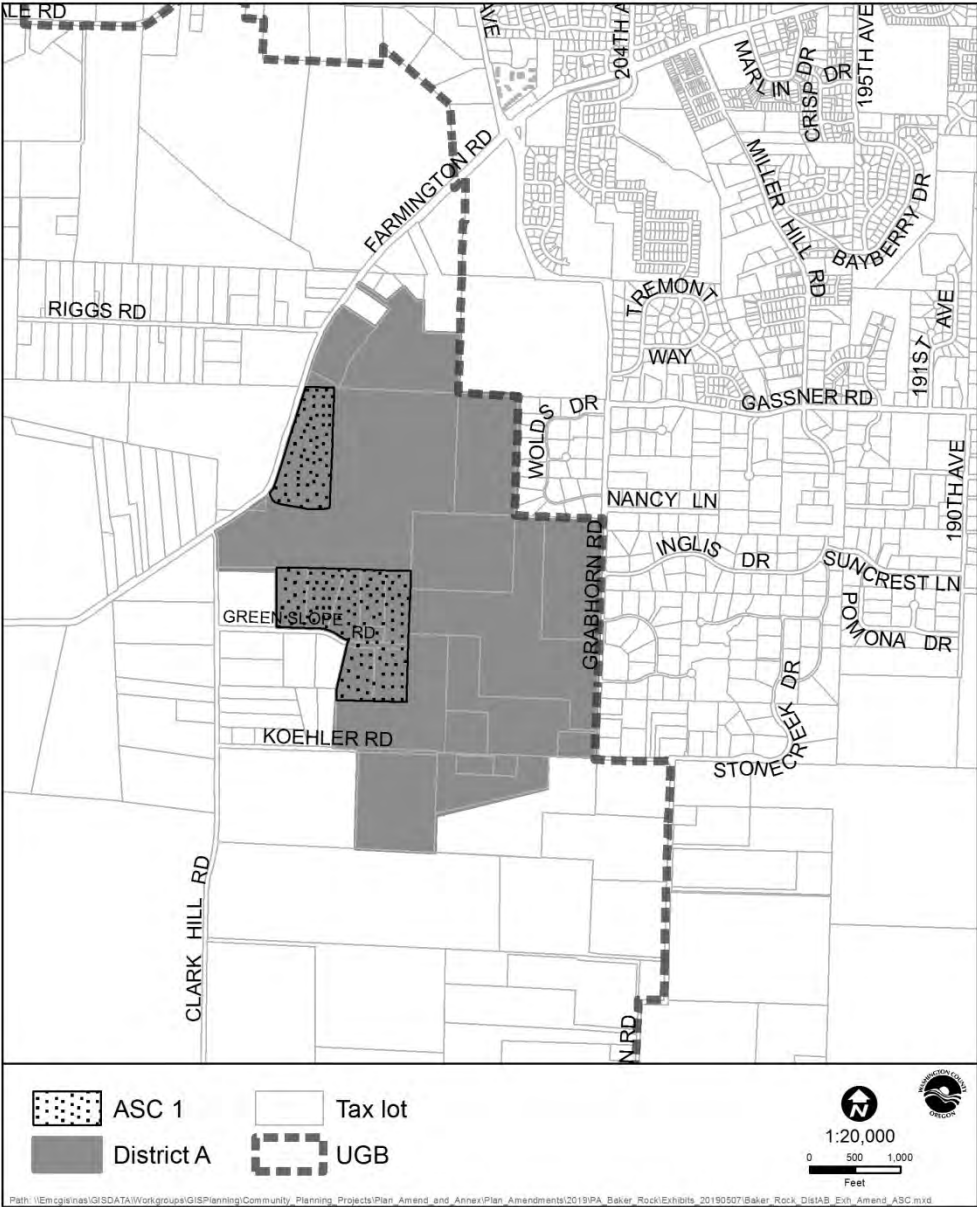 ALE RD
AVE
204TH A
MARLIN DR
CRISP DR
195TH AVE
FARMINGTON RD
MILLER HILL RD
BAYBERRY DR
RIGGS RD
TREMONT
WAY
191ST AVE
GASSNER RD
WOLDS DR
NANCY LN
190TH AVE
INGLIS DR
SUNCREST LN
GREEN SLOPE
RD
GRABHORN RD
POMONA DR
KOEHLER RD
STONECREEK DR
CLARK HILL RD
N RD
ASC 1
Tax lot
District A
UGB
N
WASHINGTON COUNTY
OREGON
1:20,000
0 500 1,000
Feet
Path: \\Emcgis\nas\GISDATA\Workgroups\GISPlanning\Community_Planning_Projects\Plan_Amend_and_Annex\Plan_Amendments\2019\PA_Baker_Rock\Exhibits_20190507\Baker_Rock_DistAB_Exh_Amend_ASC.mxd